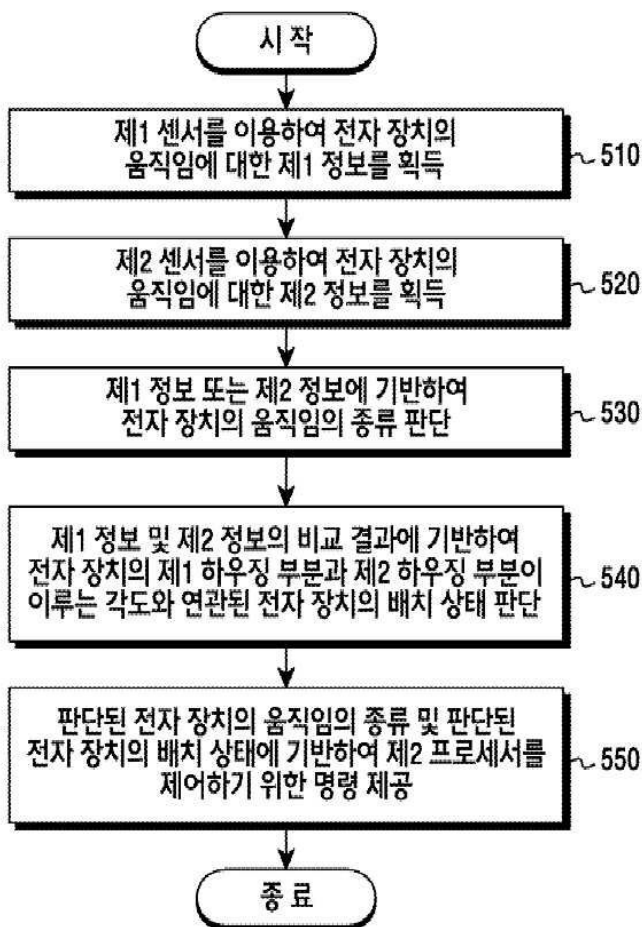 시 작
제1 센서를 이용하여 전자 장치의
움직임에 대한 제1 정보를 획득
510
제2 센서를 이용하여 전자 장치의
움직임에 대한 제2 정보를 획득
520
제1 정보 또는 제2 정보에 기반하여
전자 장치의 움직임의 종류 판단
530
제1 정보 및 제2 정보의 비교 결과에 기반하여
전자 장치의 제1 하우징 부분과 제2 하우징 부분이
이루는 각도와 연관된 전자 장치의 배치 상태 판단
540
판단된 전자 장치의 움직임의 종류 및 판단된
전자 장치의 배치 상태에 기반하여 제2 프로세서를
제어하기 위한 명령 제공
550
종 료